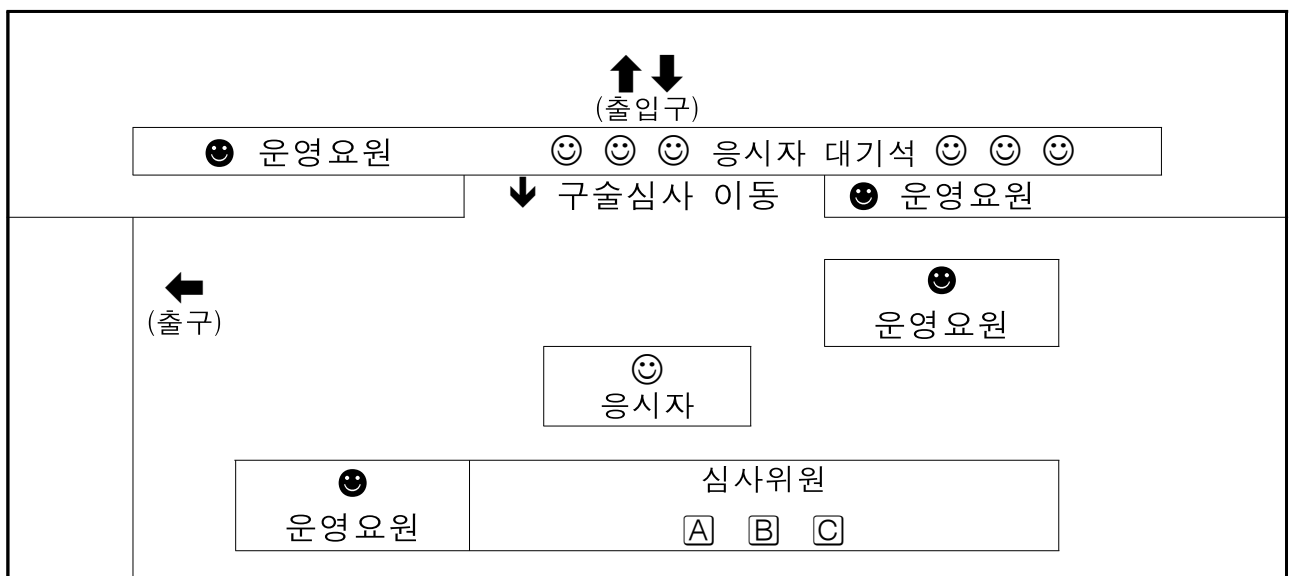 (출입구)
☻ 운영요원 ☺ ☺ ☺ 응시자 대기석 ☺ ☺ ☺
🡻 구술심사 이동
☻ 운영요원
(출구)
☻
운영요원
☺
응시자
☻
운영요원
심사위원
A B C